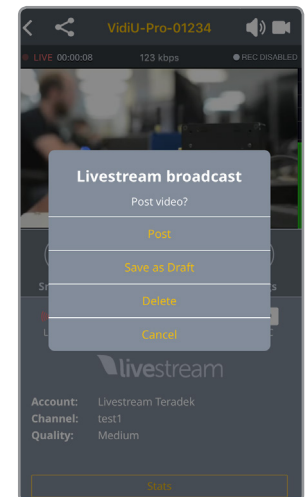 VidiU-Pro-01234
LIVE 00:00:08 123 kbps REC DISABLED
Livestream broadcast
Post video?
Post
Save as Draft
Delete
Cancel
livestream
Account: Livestream Teradek
Channel: test1
Quality: Medium
Stats